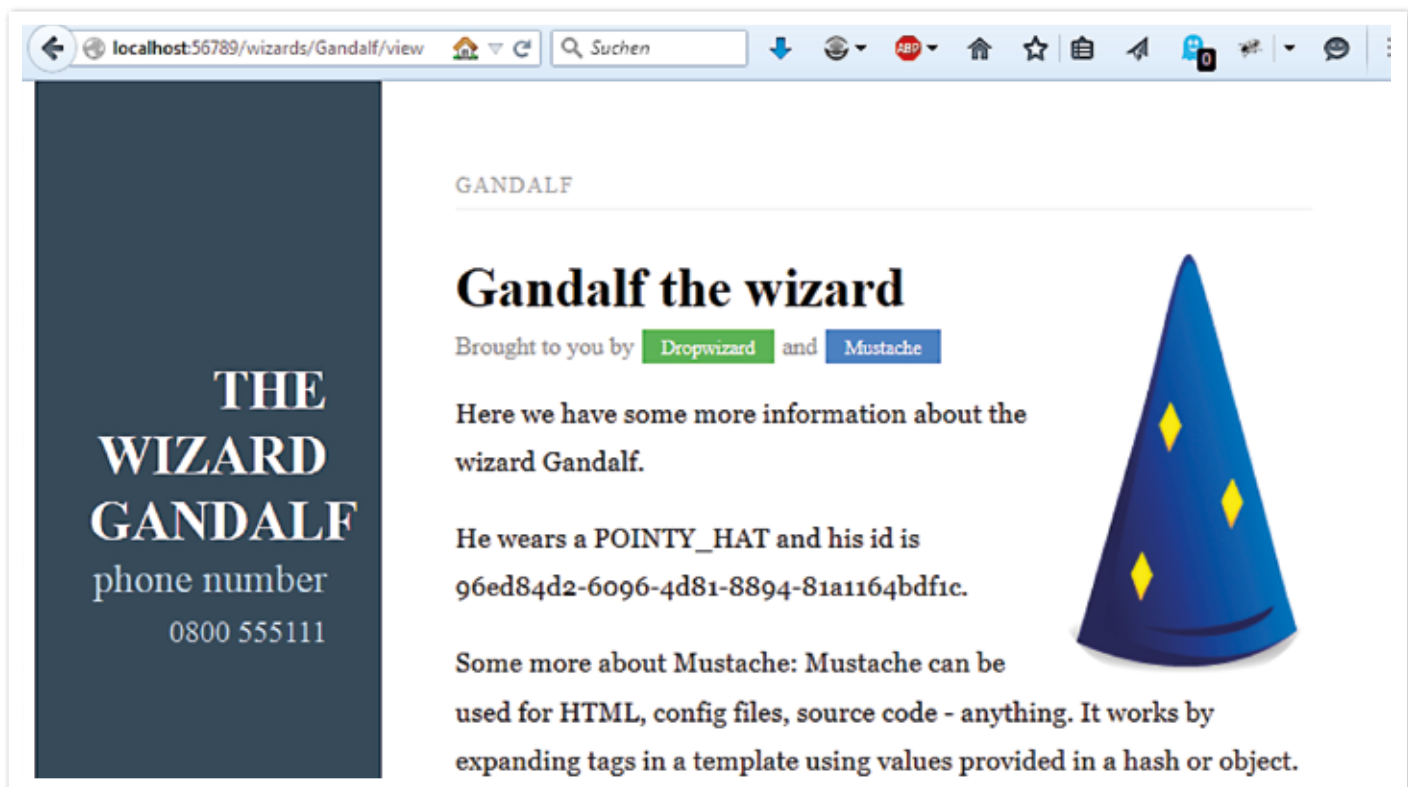 localhost:56789/wizards/Gandalf/view
Suchen
ABP
0
GANDALF
THE
WIZARD
GANDALF
phone number
0800 555111
Gandalf the wizard
Brought to you by Dropwizard and Mustache
Here we have some more information about the
wizard Gandalf.
He wears a POINTY_HAT and his id is
96ed84d2-6096-4d81-8894-81a1164bdf1c.
Some more about Mustache: Mustache can be
used for HTML, config files, source code - anything. It works by
expanding tags in a template using values provided in a hash or object.